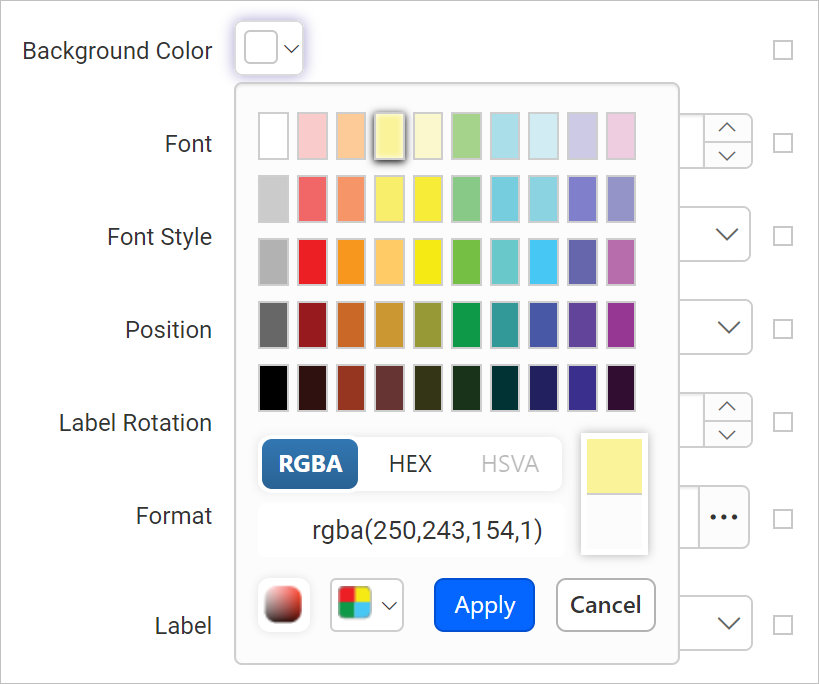 Background Color
Font
Font Style
Position
Label Rotation
RGBA HEX HSVA
Format
rgba(250,243,154,1)
Apply Cancel
Label